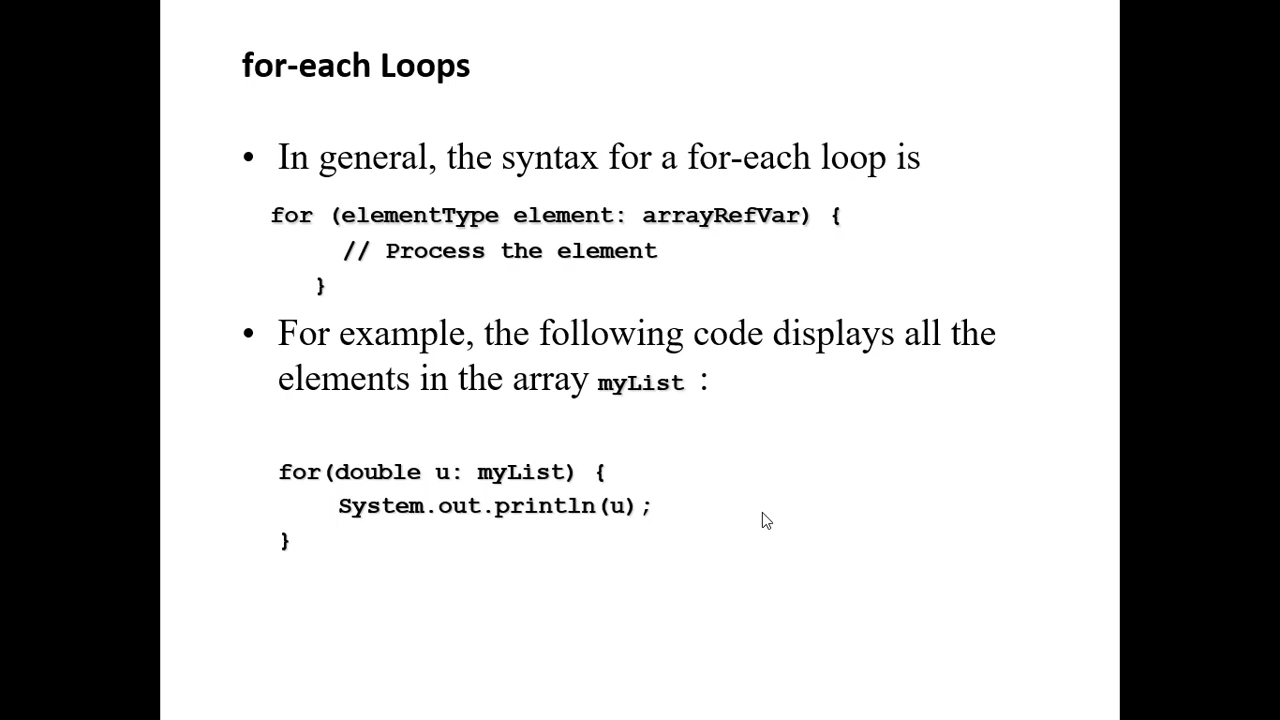 for-each Loops
• In general, the syntax for a for-each loop is
for (elementType element: arrayRefVar) {
// Process the element
}
• For example, the following code displays all the
elements in the array myList :
for(double u: myList) {
System.out.println(u);
}